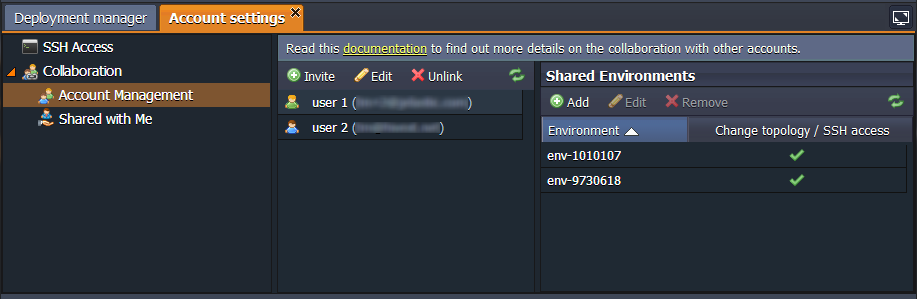 Deployment manager
Account settings
SSH Access
Collaboration
Account Management
Shared with Me
Read this documentation to find out more details on the collaboration with other accounts.
Invite Edit Unlink
user 1 (
user 2 (
Shared Environments
Add Edit Remove
Environment Change topology / SSH access
env-1010107
env-9730618